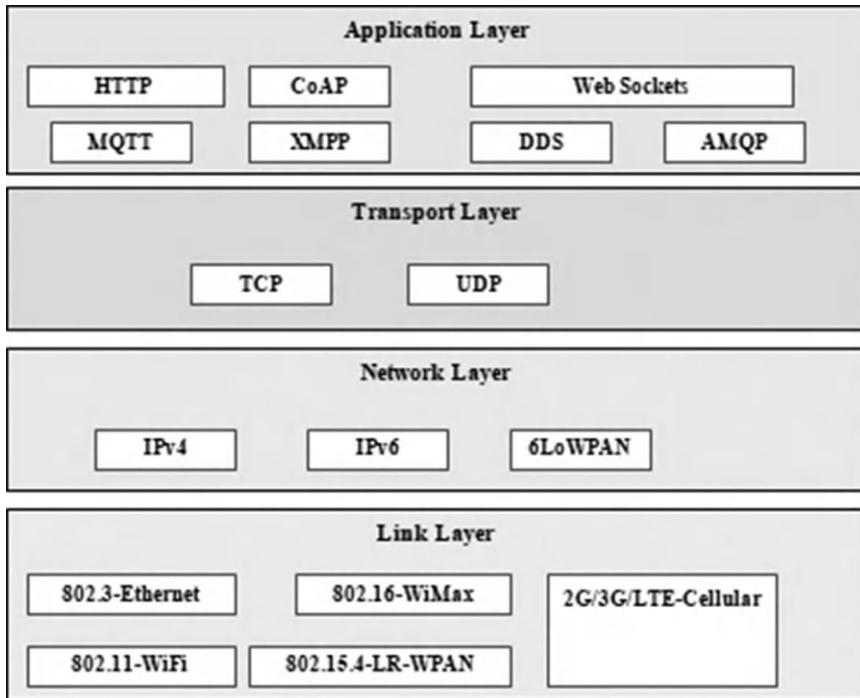 Application Layer
HTTP
CoAP
Web Sockets
MQTT
XMPP
DDS
AMQP
Transport Layer
TCP
UDP
Network Layer
IPv4
IPv6
6LoWPAN
Link Layer
802.3-Ethernet
802.16-WiMax
2G/3G/LTE-Cellular
802.11-WiFi
802.15.4-LR-WPAN